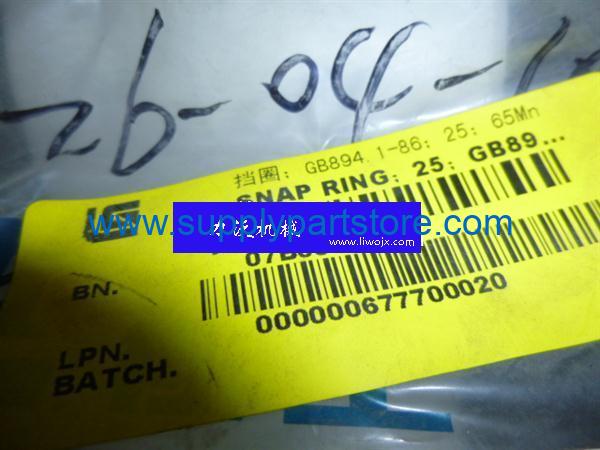 26-04-
挡圈; GB894.1-86; 25; 65Mn
SNAP RING; 25; GB89...
www.supplypartstore.com
www.liwojx.com
BN.
000000677700020
LPN.
BATCH.